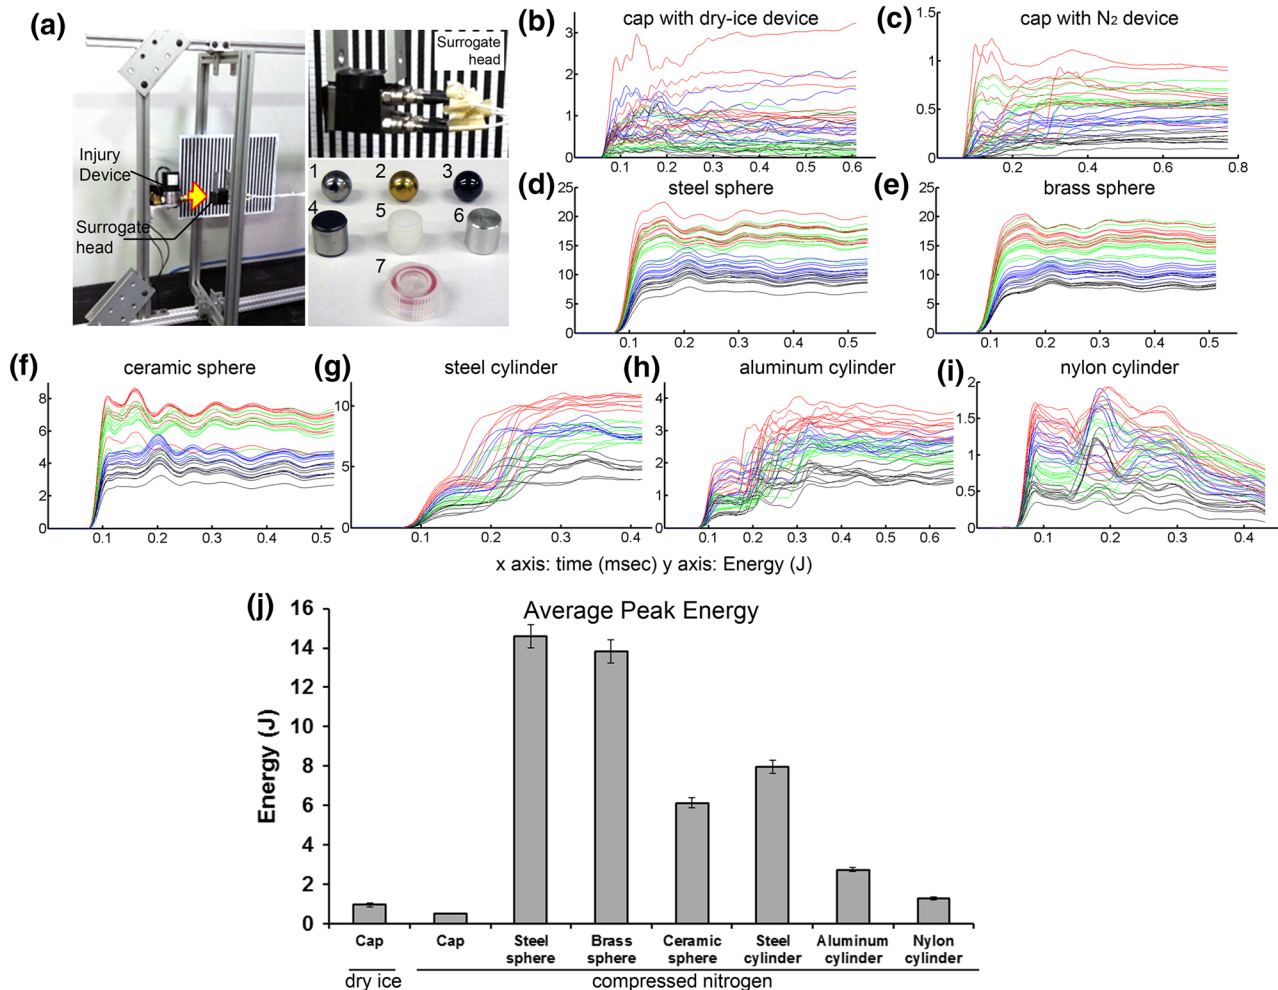 (a)
Injury
Device
Surrogate
head
Surrogate
head
1
2
3
4
5
6
7
(b)
cap with dry-ice device
3
2
1
0
0.1
0.2
0.3
0.4
0.5
0.6
(c)
cap with N2 device
1.5
1.0
0.5
0
0.2
0.4
0.6
0.8
(d)
steel sphere
25
20
15
10
5
0
0.1
0.2
0.3
0.4
0.5
(e)
brass sphere
25
20
15
10
5
0
0.1
0.2
0.3
0.4
0.5
(f)
ceramic sphere
8
6
4
2
0
0.1
0.2
0.3
0.4
0.5
(g)
steel cylinder
10
5
0
0.1
0.2
0.3
0.4
(h)
aluminum cylinder
4
3
2
1
0
0.1
0.2
0.3
0.4
0.5
0.6
(i)
nylon cylinder
2
1.5
1
0.5
0
0.1
0.2
0.3
0.4
x axis: time (msec) y axis: Energy (J)
(j)
Average Peak Energy
Energy (J)
16
14
12
10
8
6
4
2
0
Cap
Cap
Steel
sphere
Brass
sphere
Ceramic
sphere
Steel
cylinder
Aluminum
cylinder
Nylon
cylinder
dry ice
compressed nitrogen